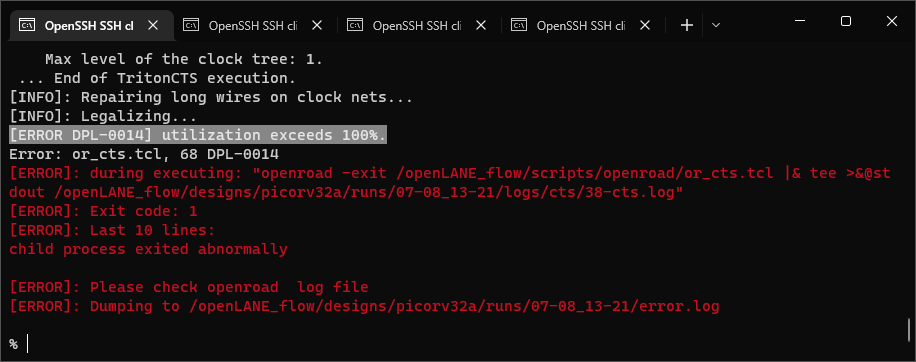 OpenSSH SSH cl
OpenSSH SSH cli
OpenSSH SSH cli
OpenSSH SSH cli
Max level of the clock tree: 1.
... End of TritonCTS execution.
[INFO]: Repairing long wires on clock nets...
[INFO]: Legalizing...
[ERROR DPL-0014] utilization exceeds 100%.
Error: or_cts.tcl, 68 DPL-0014
[ERROR]: during executing: "openroad -exit /openLANE_flow/scripts/openroad/or_cts.tcl |& tee >&@st
dout /openLANE_flow/designs/picorv32a/runs/07-08_13-21/logs/cts/38-cts.log"
[ERROR]: Exit code: 1
[ERROR]: Last 10 lines:
child process exited abnormally
[ERROR]: Please check openroad  log file
[ERROR]: Dumping to /openLANE_flow/designs/picorv32a/runs/07-08_13-21/error.log
%